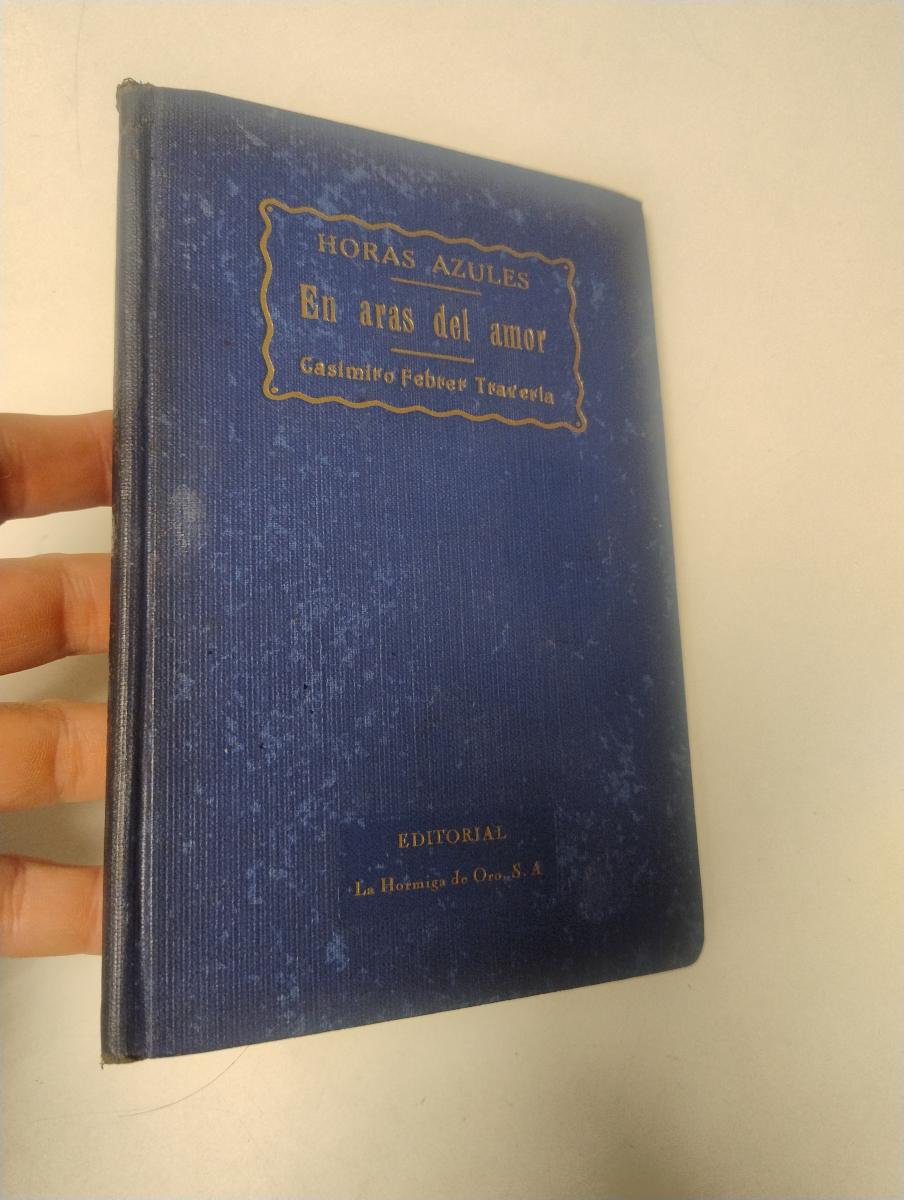 HORAS AZULES
En aras del amor
Casimiro Febrer Traveria
EDITORIAL
La Hormiga de Oro, S. A